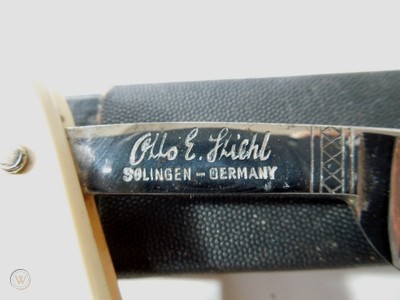 Otto E. Stiehl
SOLINGEN – GERMANY